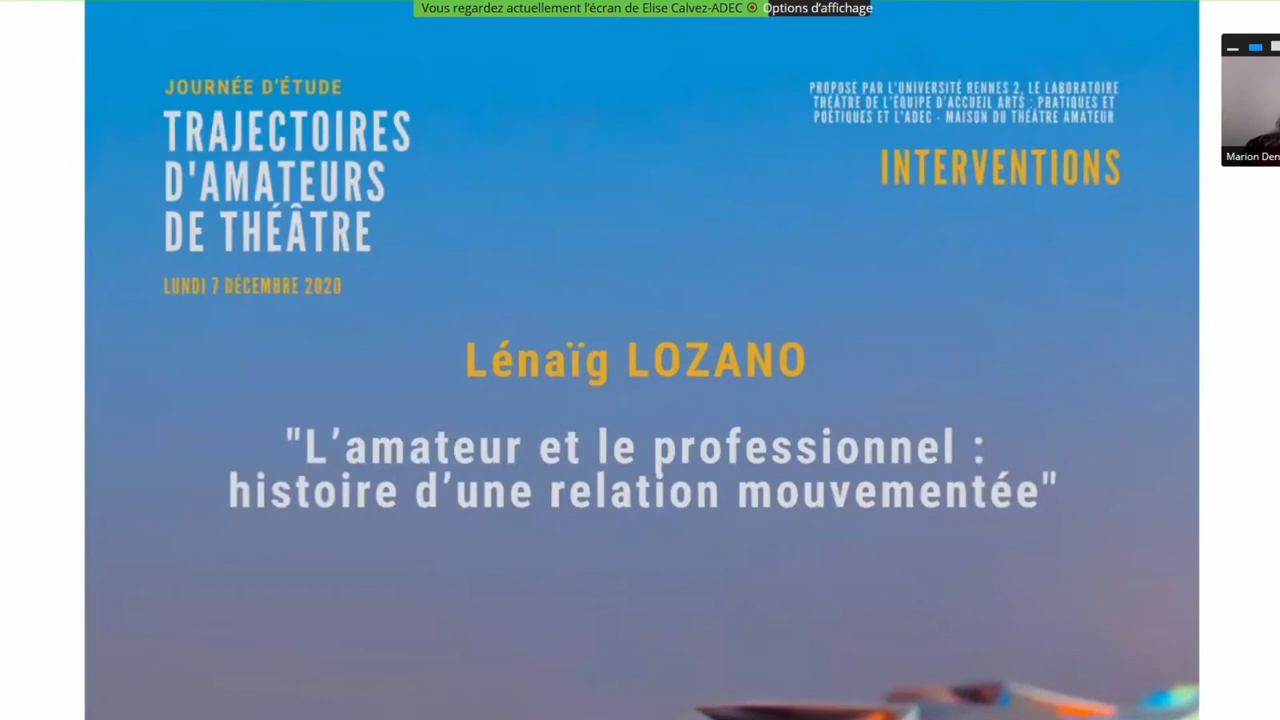 Vous regardez actuellement l'écran de Elise Calvez-ADEC
Options d'affichage
JOURNÉE D'ÉTUDE
TRAJECTOIRES
D'AMATEURS
DE THÉÂTRE
LUNDI 7 DÉCEMBRE 2020
PROPOSÉ PAR L'UNIVERSITÉ RENNES 2, LE LABORATOIRE
THÉÂTRE DE L'ÉQUIPE D'ACCUEIL ARTS : PRATIQUES ET
POÉTIQUES ET L'ADEC - MAISON DU THÉÂTRE AMATEUR
INTERVENTIONS
Marion Den
Lénaïg LOZANO
"L’amateur et le professionnel :
histoire d’une relation mouvementée"